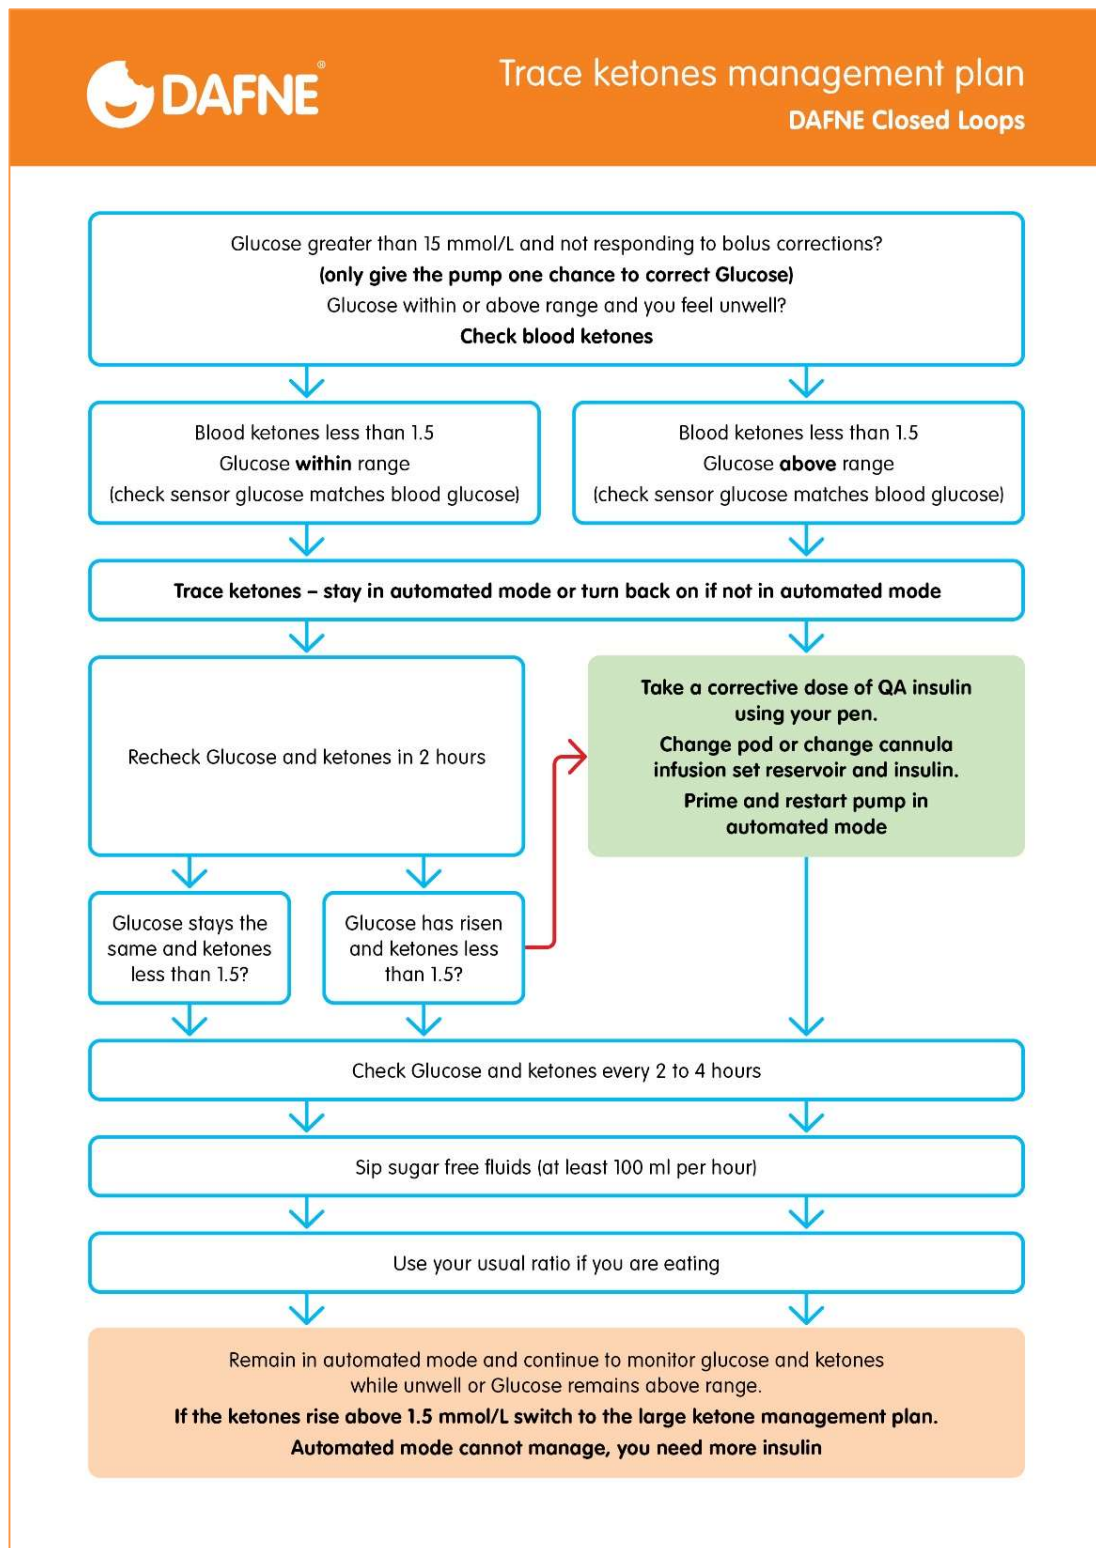 DAFNE®
Trace ketones management plan
DAFNE Closed Loops
Glucose greater than 15 mmol/L and not responding to bolus corrections?
(only give the pump one chance to correct Glucose)
Glucose within or above range and you feel unwell?
Check blood ketones
Blood ketones less than 1.5
Glucose within range
(check sensor glucose matches blood glucose)
Blood ketones less than 1.5
Glucose above range
(check sensor glucose matches blood glucose)
Trace ketones – stay in automated mode or turn back on if not in automated mode
Recheck Glucose and ketones in 2 hours
Take a corrective dose of QA insulin
using your pen.
Change pod or change cannula
infusion set reservoir and insulin.
Prime and restart pump in
automated mode
Glucose stays the
same and ketones
less than 1.5?
Glucose has risen
and ketones less
than 1.5?
Check Glucose and ketones every 2 to 4 hours
Sip sugar free fluids (at least 100 ml per hour)
Use your usual ratio if you are eating
Remain in automated mode and continue to monitor glucose and ketones
while unwell or Glucose remains above range.
If the ketones rise above 1.5 mmol/L switch to the large ketone management plan.
Automated mode cannot manage, you need more insulin